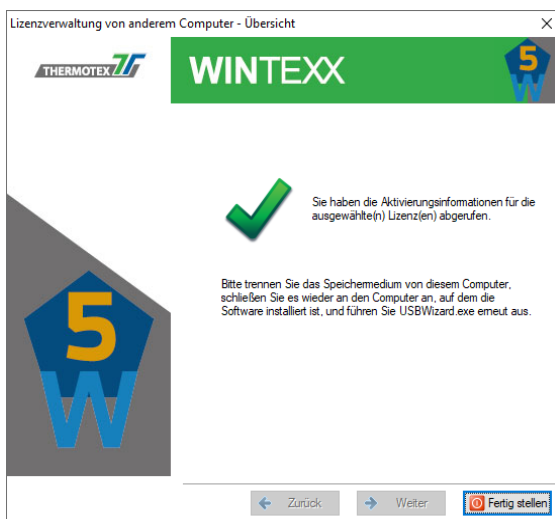 Lizenzverwaltung von anderem Computer - Übersicht
THERMOTEX
WINTEXX
5
W
Sie haben die Aktivierungsinformationen für die
ausgewählte(n) Lizenz(en) abgerufen.
Bitte trennen Sie das Speichermedium von diesem Computer,
schließen Sie es wieder an den Computer an, auf dem die
Software installiert ist, und führen Sie USBWizard.exe erneut aus.
5
W
Zurück
Weiter
Fertig stellen